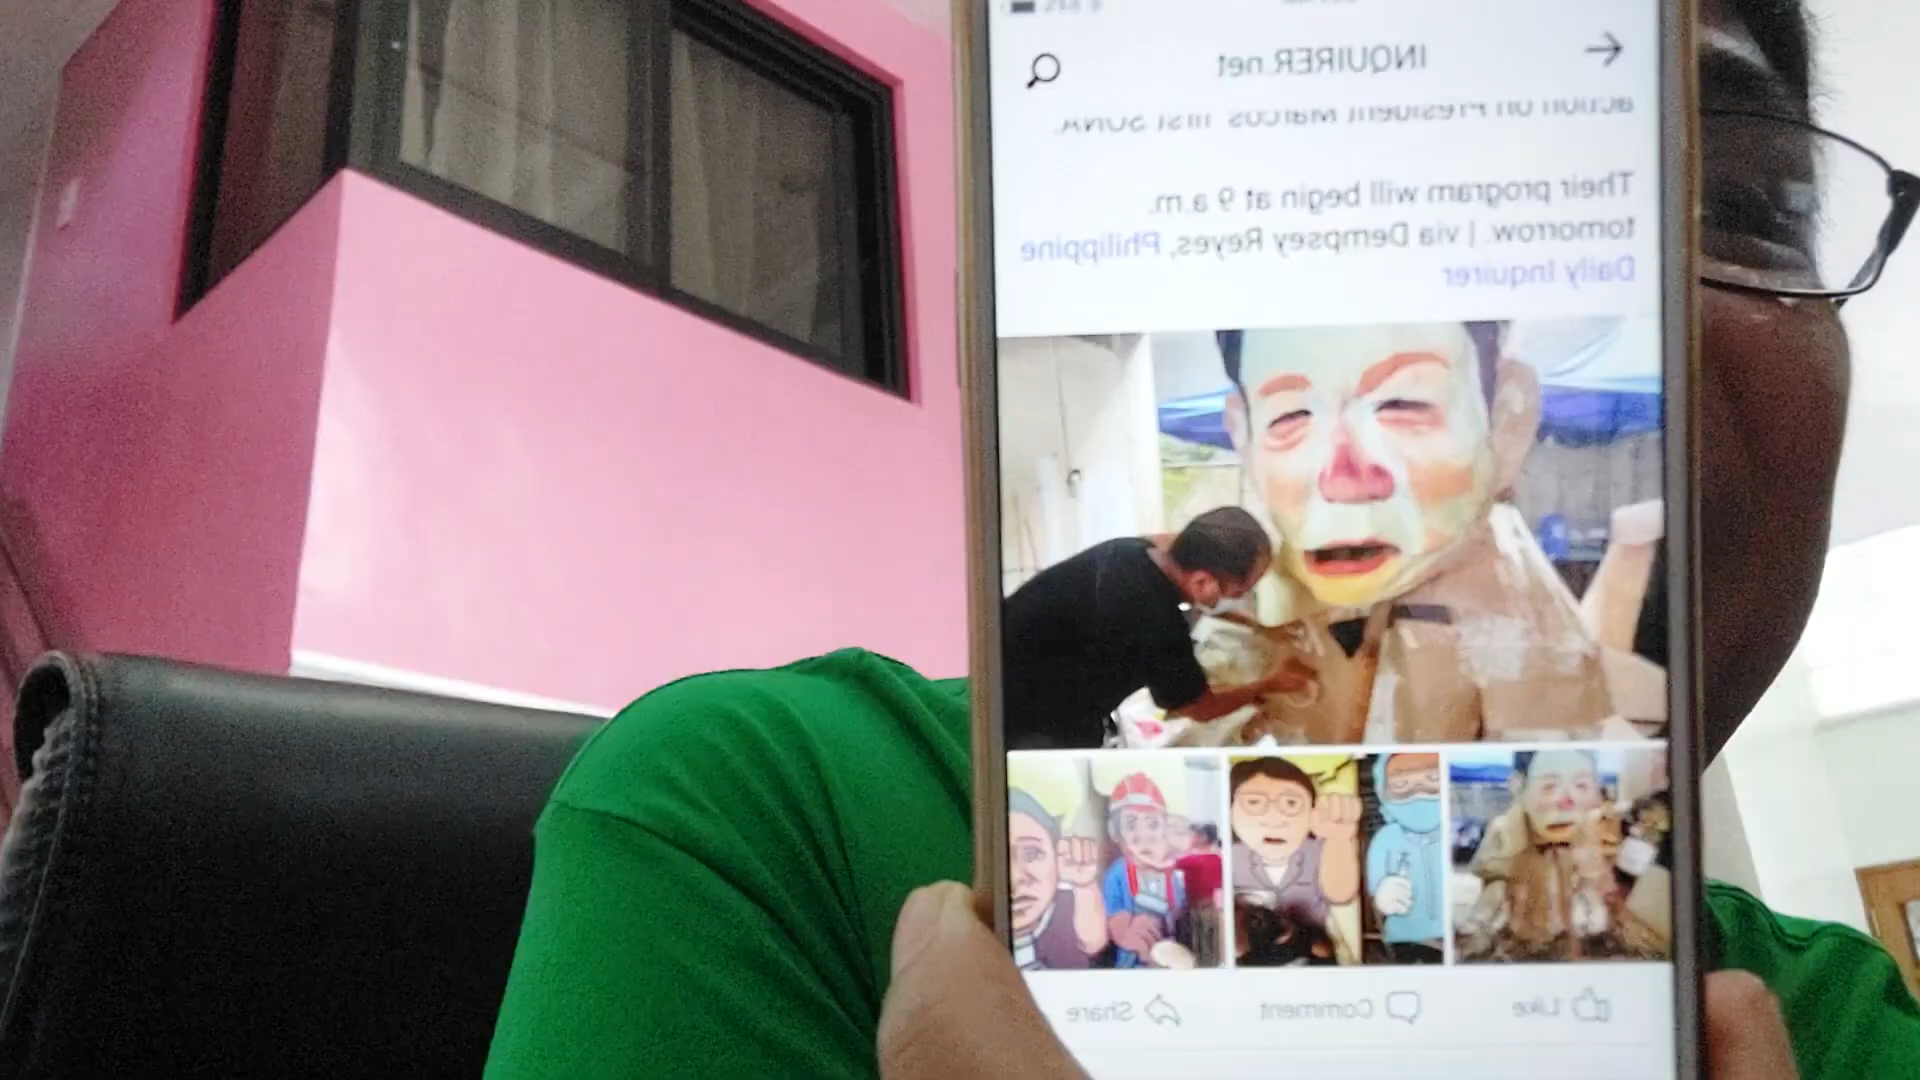 INQUIRER.net
action on President Marcos' first SONA.
Their program will begin at 9 a.m.
tomorrow. | via Dempsey Reyes, Philippine
Daily Inquirer
Like
Comment
Share